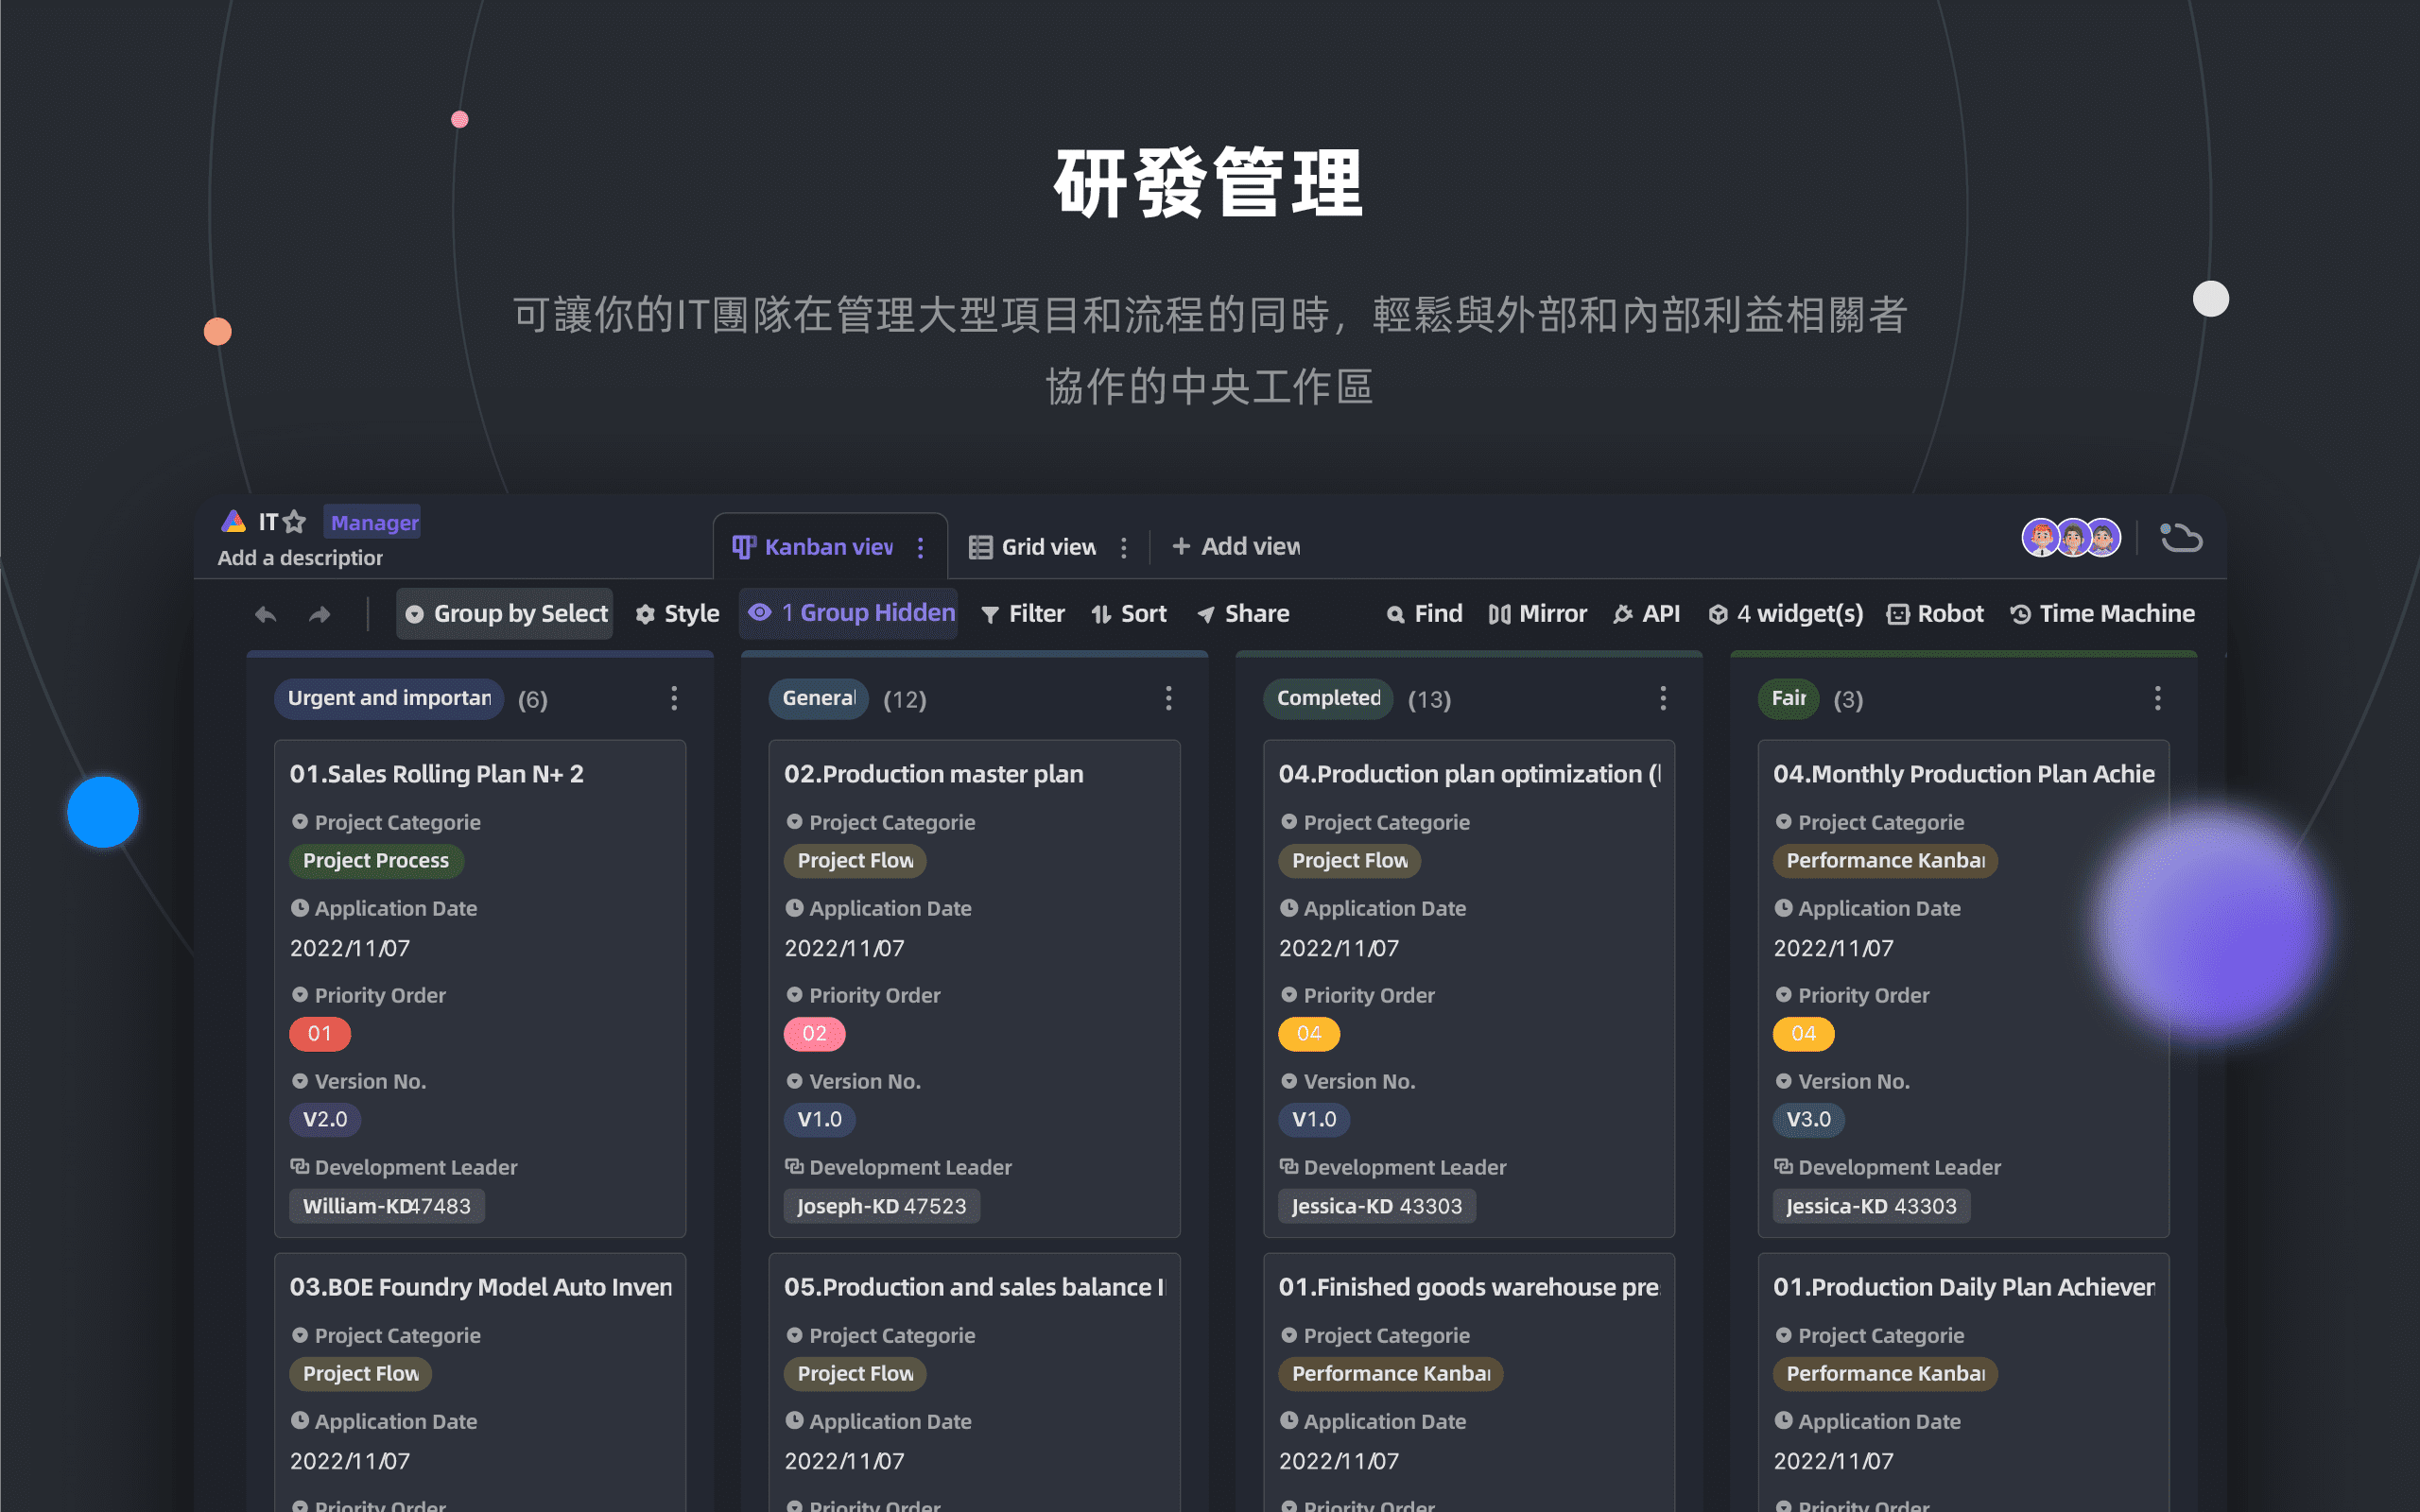 研發管理
可讓你的IT團隊在管理大型項目和流程的同時，輕鬆與外部和內部利益相關者
協作的中央工作區
IT Manager
Add a description
Kanban view Grid view + Add view
Group by Select Style 1 Group Hidden Filter Sort Share Find Mirror API 4 widget(s) Robot Time Machine
Urgent and importan (6)
01.Sales Rolling Plan N+ 2
Project Categorie
Project Process
Application Date
2022/11/07
Priority Order
01
Version No.
V2.0
Development Leader
William-KD47483
03.BOE Foundry Model Auto Inven
Project Categorie
Project Flow
Application Date
2022/11/07
Priority Order
General (12)
02.Production master plan
Project Categorie
Project Flow
Application Date
2022/11/07
Priority Order
02
Version No.
V1.0
Development Leader
Joseph-KD 47523
05.Production and sales balance
Project Categorie
Project Flow
Application Date
2022/11/07
Priority Order
Completed (13)
04.Production plan optimization (
Project Categorie
Project Flow
Application Date
2022/11/07
Priority Order
04
Version No.
V1.0
Development Leader
Jessica-KD 43303
01.Finished goods warehouse pre
Project Categorie
Performance Kanban
Application Date
2022/11/07
Priority Order
Fair (3)
04.Monthly Production Plan Achie
Project Categorie
Performance Kanban
Application Date
2022/11/07
Priority Order
04
Version No.
V3.0
Development Leader
Jessica-KD 43303
01.Production Daily Plan Achiever
Project Categorie
Performance Kanban
Application Date
2022/11/07
Priority Order